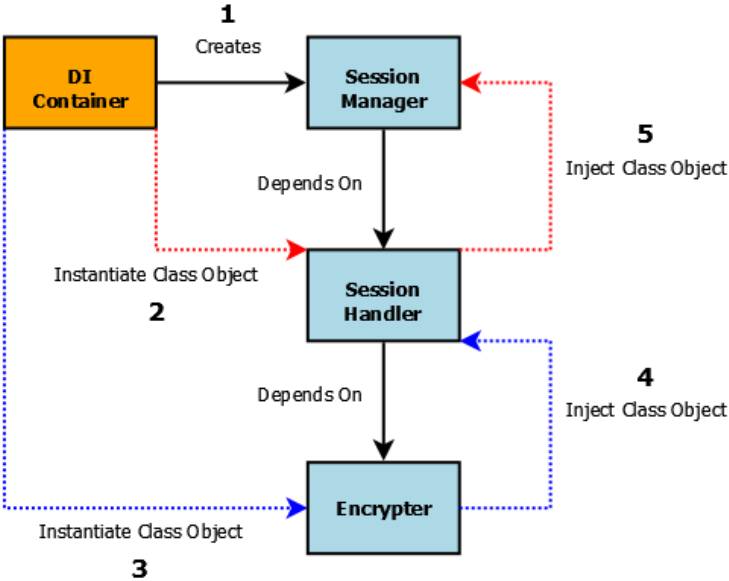 1
Creates
DI
Container
Session
Manager
5
Inject Class Object
Depends On
Instantiate Class Object
2
Session
Handler
4
Inject Class Object
Depends On
Encrypter
Instantiate Class Object
3